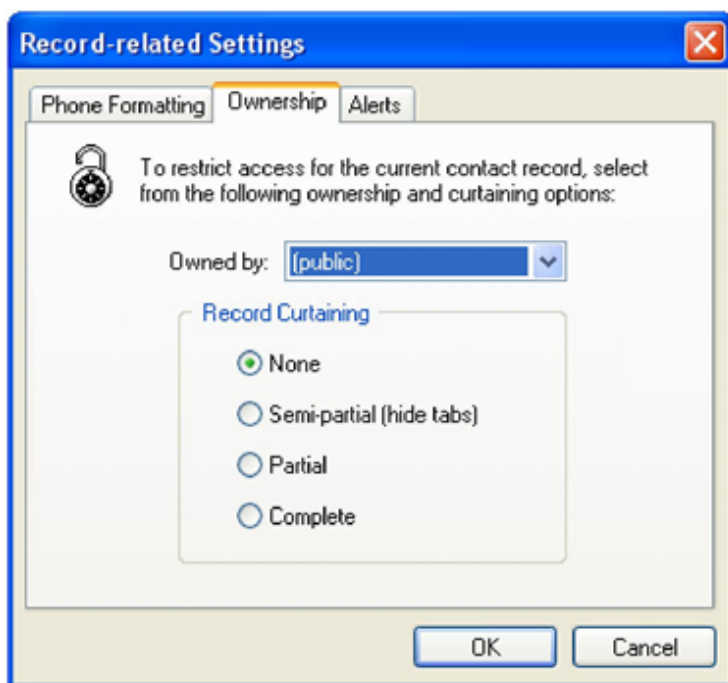 Record-related Settings
Phone Formatting Ownership Alerts
To restrict access for the current contact record, select
from the following ownership and curtaining options:
Owned by: (public)
Record Curtaining
None
Semi-partial (hide tabs)
Partial
Complete
OK Cancel